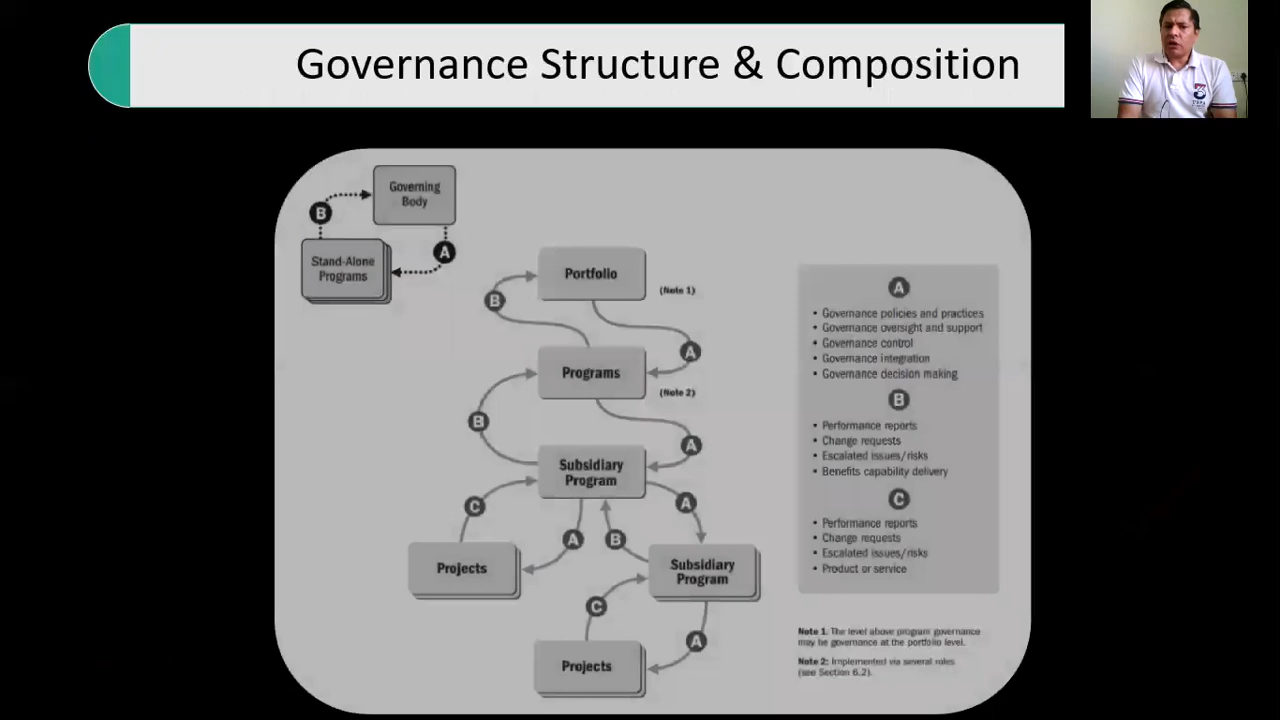 Governance Structure & Composition
Governing
Body
B
A
Stand-Alone
Programs
Portfolio
(Note 1)
B
A
Programs
(Note 2)
B
A
Subsidiary
Program
C
A
B
A
Projects
Subsidiary
Program
C
A
Projects
A
• Governance policies and practices
• Governance oversight and support
• Governance control
• Governance integration
• Governance decision making
B
• Performance reports
• Change requests
• Escalated issues/risks
• Benefits capability delivery
C
• Performance reports
• Change requests
• Escalated issues/risks
• Product or service
Note 1. The level above program governance
may be governance at the portfolio level.
Note 2: Implemented via several roles
(see Section 6.2).